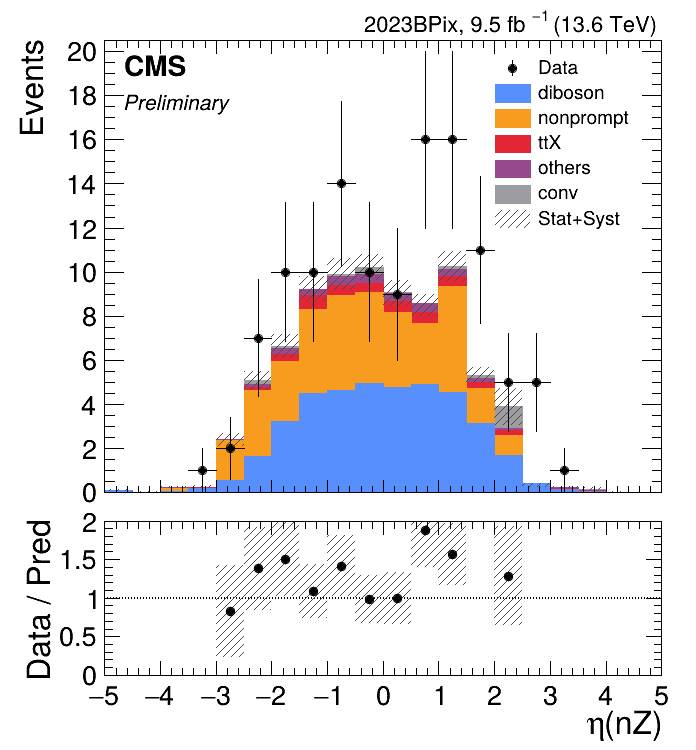 2023BPix, 9.5 fb⁻¹ (13.6 TeV)
Events
CMS
Preliminary
Data
diboson
nonprompt
ttX
others
conv
Stat+Syst
20
18
16
14
12
10
8
6
4
2
0
Data / Pred
2
1.5
1
0.5
0
−5 −4 −3 −2 −1 0 1 2 3 4 5
η(nZ)